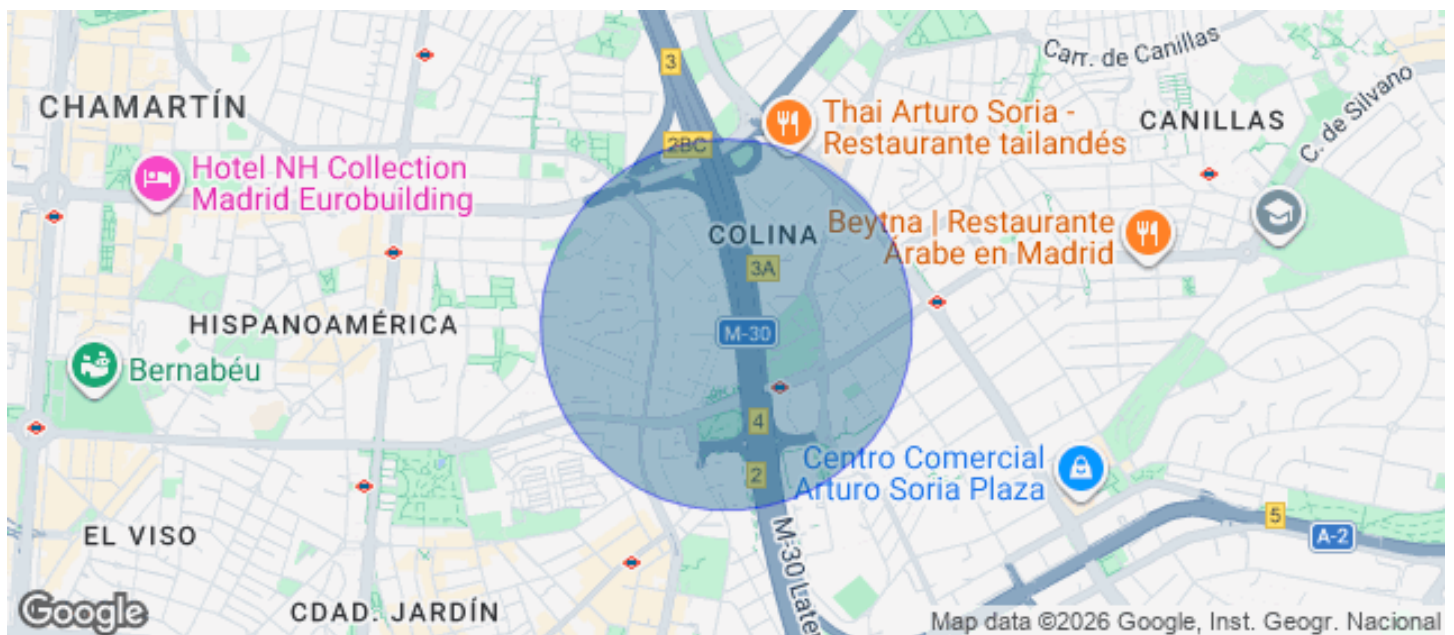 3
Carr. de Canillas
CHAMARTÍN
Thai Arturo Soria -
Restaurante tailandés
CANILLAS
C. de Silvano
2BC
Hotel NH Collection
Madrid Eurobuilding
COLINA
Beytna | Restaurante
Árabe en Madrid
3A
HISPANOAMÉRICA
M-30
Bernabéu
4
2
Centro Comercial
Arturo Soria Plaza
5
A-2
EL VISO
M-30 Late
CDAD. JARDÍN
Google
Map data ©2026 Google, Inst. Geogr. Nacional